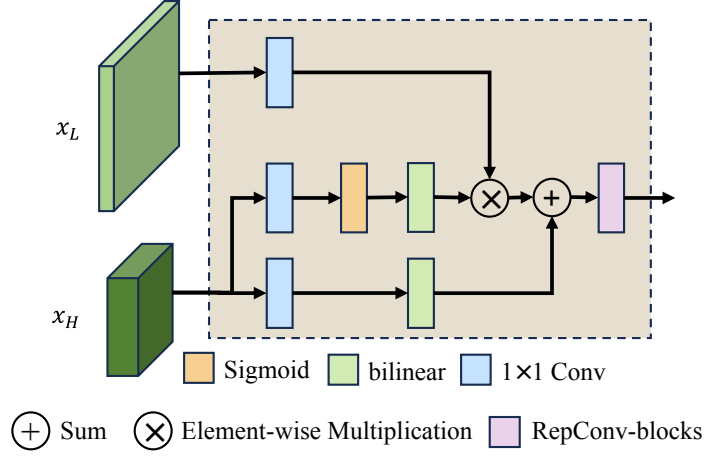 x_L
x_H
Sigmoid bilinear 1×1 Conv
Sum Element-wise Multiplication RepConv-blocks